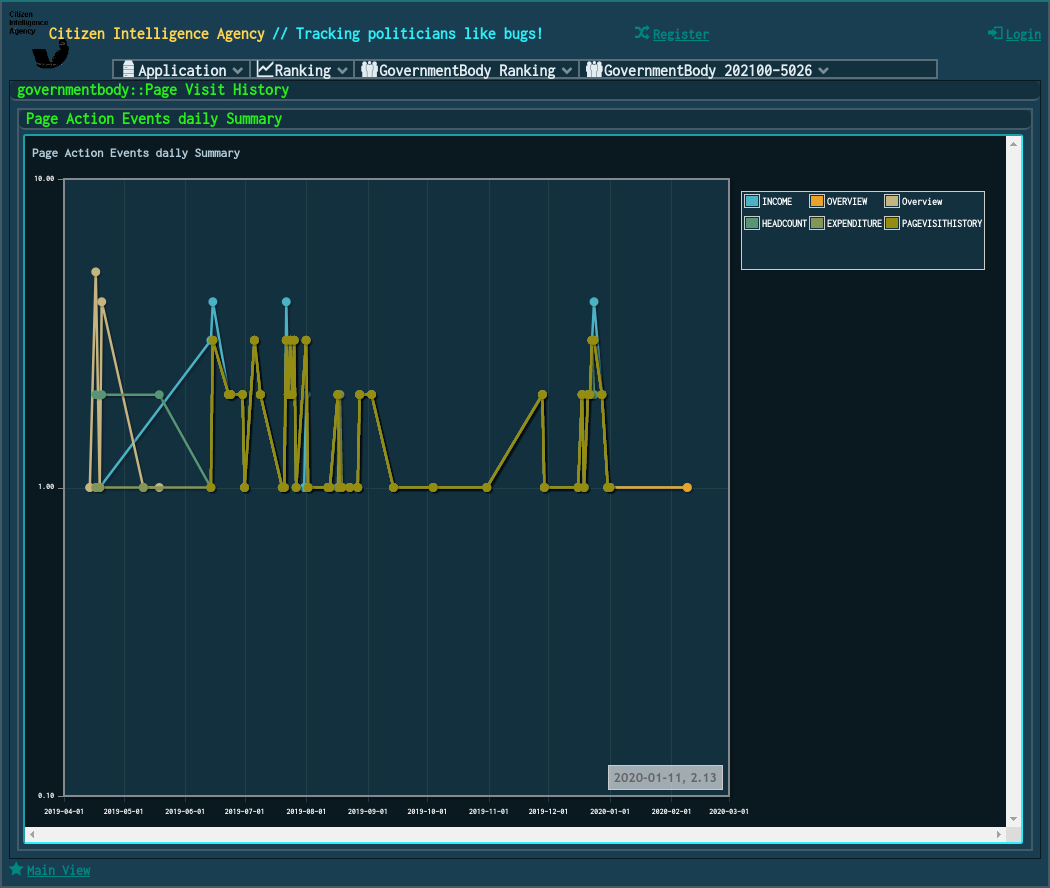 Citizen
Intelligence
Agency
Citizen Intelligence Agency // Tracking politicians like bugs!
Register
Login
Application
Ranking
GovernmentBody Ranking
GovernmentBody 202100-5026
governmentbody::Page Visit History
Page Action Events daily Summary
Page Action Events daily Summary
10.00
INCOME OVERVIEW Overview
HEADCOUNT EXPENDITURE PAGEVISITHISTORY
1.00
2020-01-11, 2.13
0.10
2019-04-01 2019-05-01 2019-06-01 2019-07-01 2019-08-01 2019-09-01 2019-10-01 2019-11-01 2019-12-01 2020-01-01 2020-02-01 2020-03-01
Main View